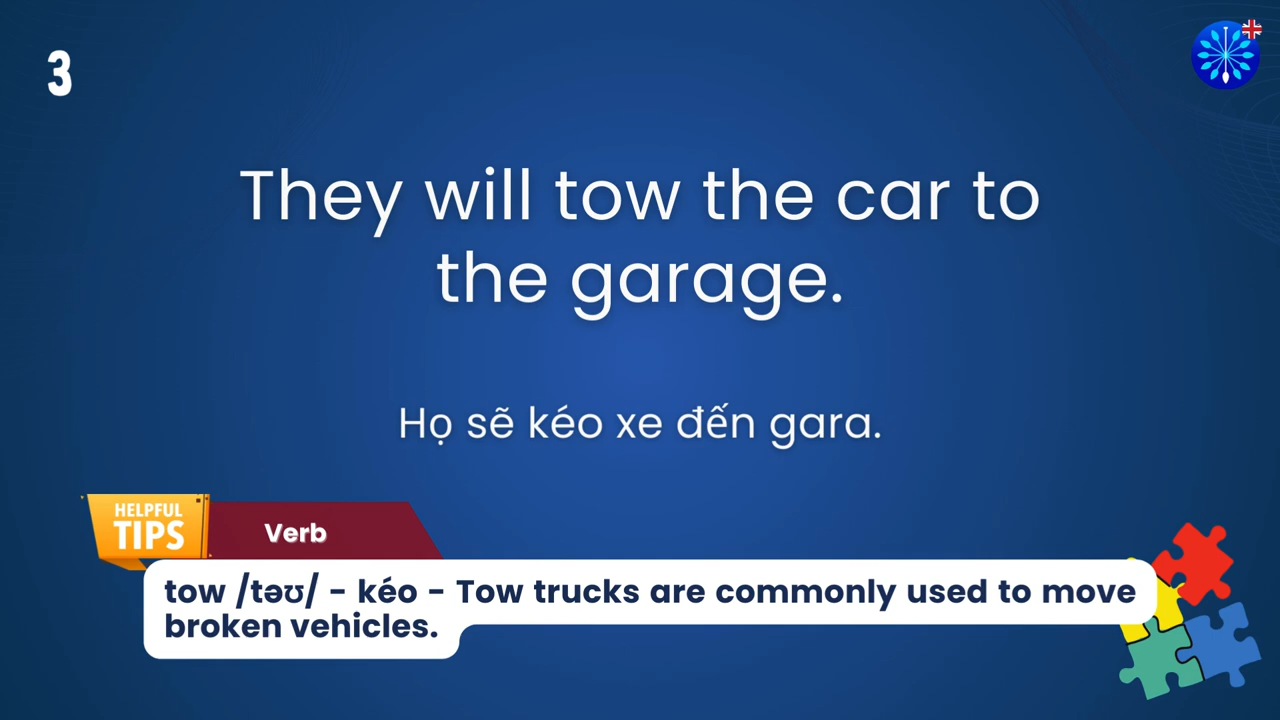 3
They will tow the car to
the garage.
Họ sẽ kéo xe đến gara.
HELPFUL
TIPS
Verb
tow /təʊ/ - kéo - Tow trucks are commonly used to move
broken vehicles.